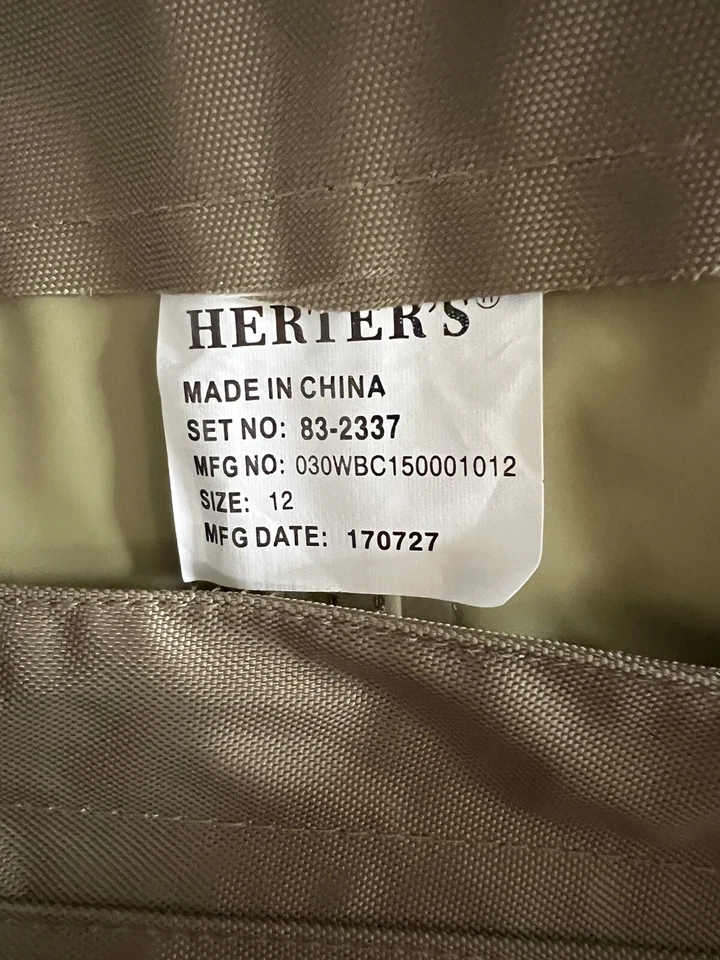 HERTER'S®
MADE IN CHINA
SET NO: 83-2337
MFG NO: 030WBC150001012
SIZE: 12
MFG DATE: 170727